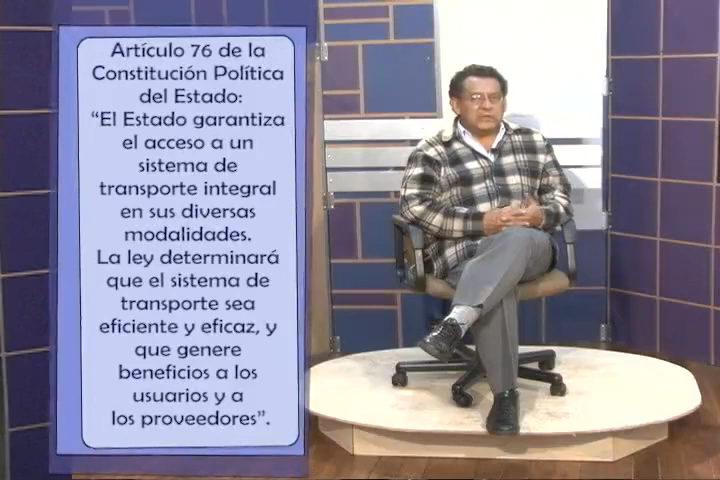 Artículo 76 de la
Constitución Política
del Estado:
“El Estado garantiza
el acceso a un
sistema de
transporte integral
en sus diversas
modalidades.
La ley determinará
que el sistema de
transporte sea
eficiente y eficaz, y
que genere
beneficios a los
usuarios y a
los proveedores”.